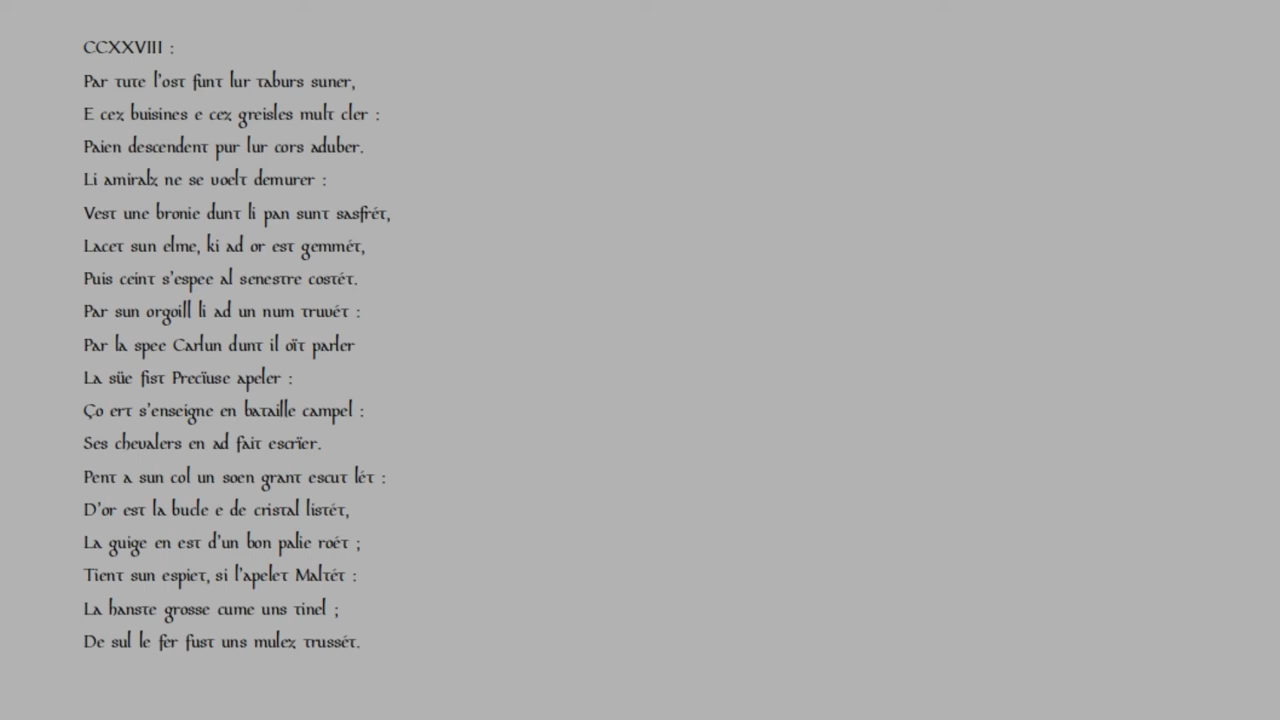 CCXXVIII :
Par tute l'ost funt lur taburs suner,
E cez buisines e cez greisles mult cler :
Paien descendent pur lur cors aduber.
Li amiralz ne se voelt demurer :
Vest une bronie dunt li pan sunt sasfrét,
Lacet sun elme, ki ad or est gemmét,
Puis ceint s'espee al senestre costét.
Par sun orgoill li ad un num truvét :
Par la spee Carlun dunt il oït parler
La süe fist Precïuse apeler :
Ço ert s'enseigne en bataille campel :
Ses chevalers en ad fait escrïer.
Pent a sun col un soen grant escut lét :
D'or est la bucle e de cristal listét,
La guige en est d'un bon palie roét ;
Tient sun espiet, si l'apelet Maltét :
La hanste grosse cume uns tinel ;
De sul le fer fust uns mulez trussét.